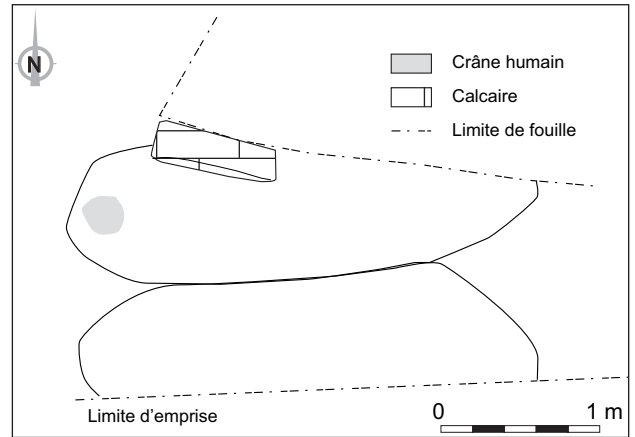 N
Crâne humain
Calcaire
Limite de fouille
Limite d'emprise
0 1 m